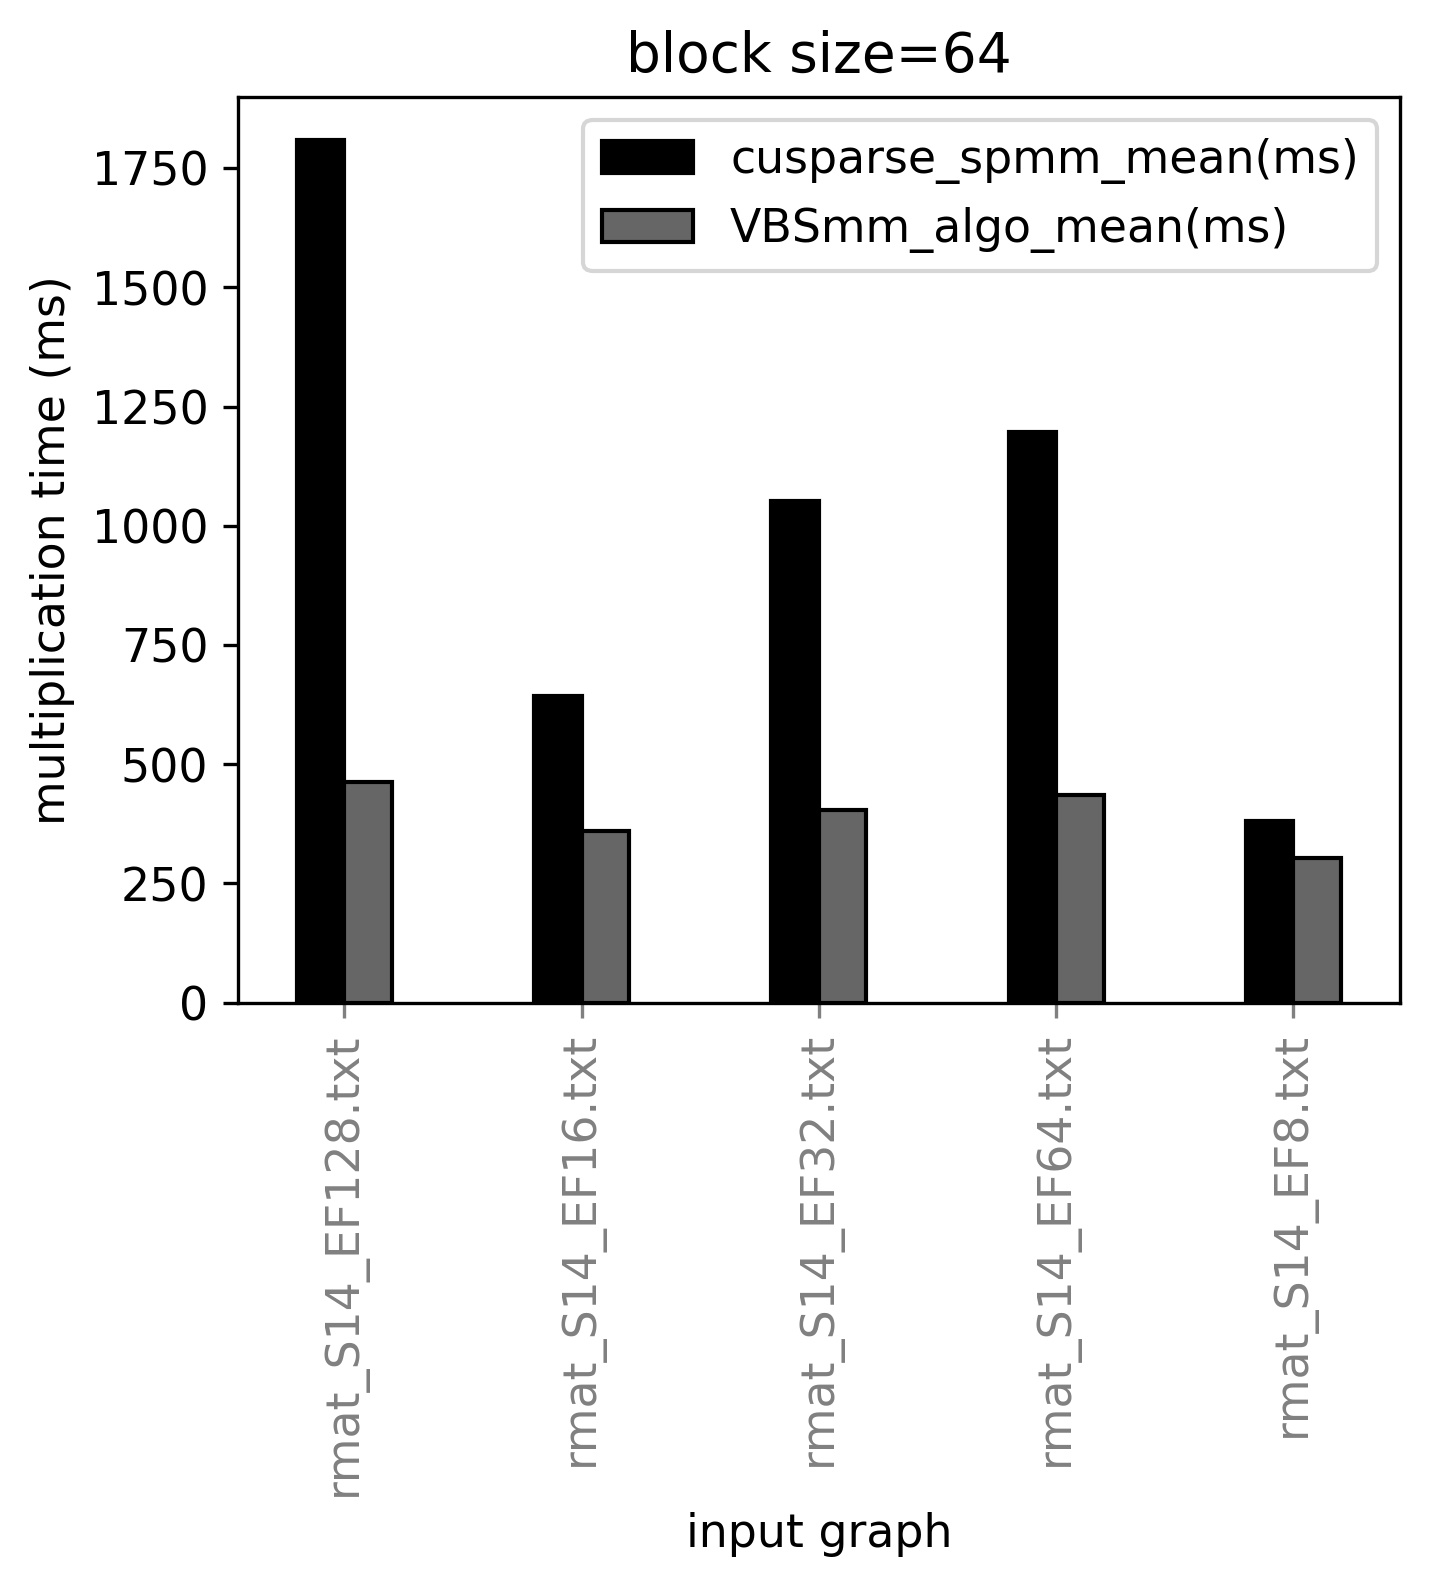 block size=64
cusparse_spmm_mean(ms)
VBSmm_algo_mean(ms)
multiplication time (ms)
1750
1500
1250
1000
750
500
250
0
rmat_S14_EF128.txt
rmat_S14_EF16.txt
rmat_S14_EF32.txt
rmat_S14_EF64.txt
rmat_S14_EF8.txt
input graph